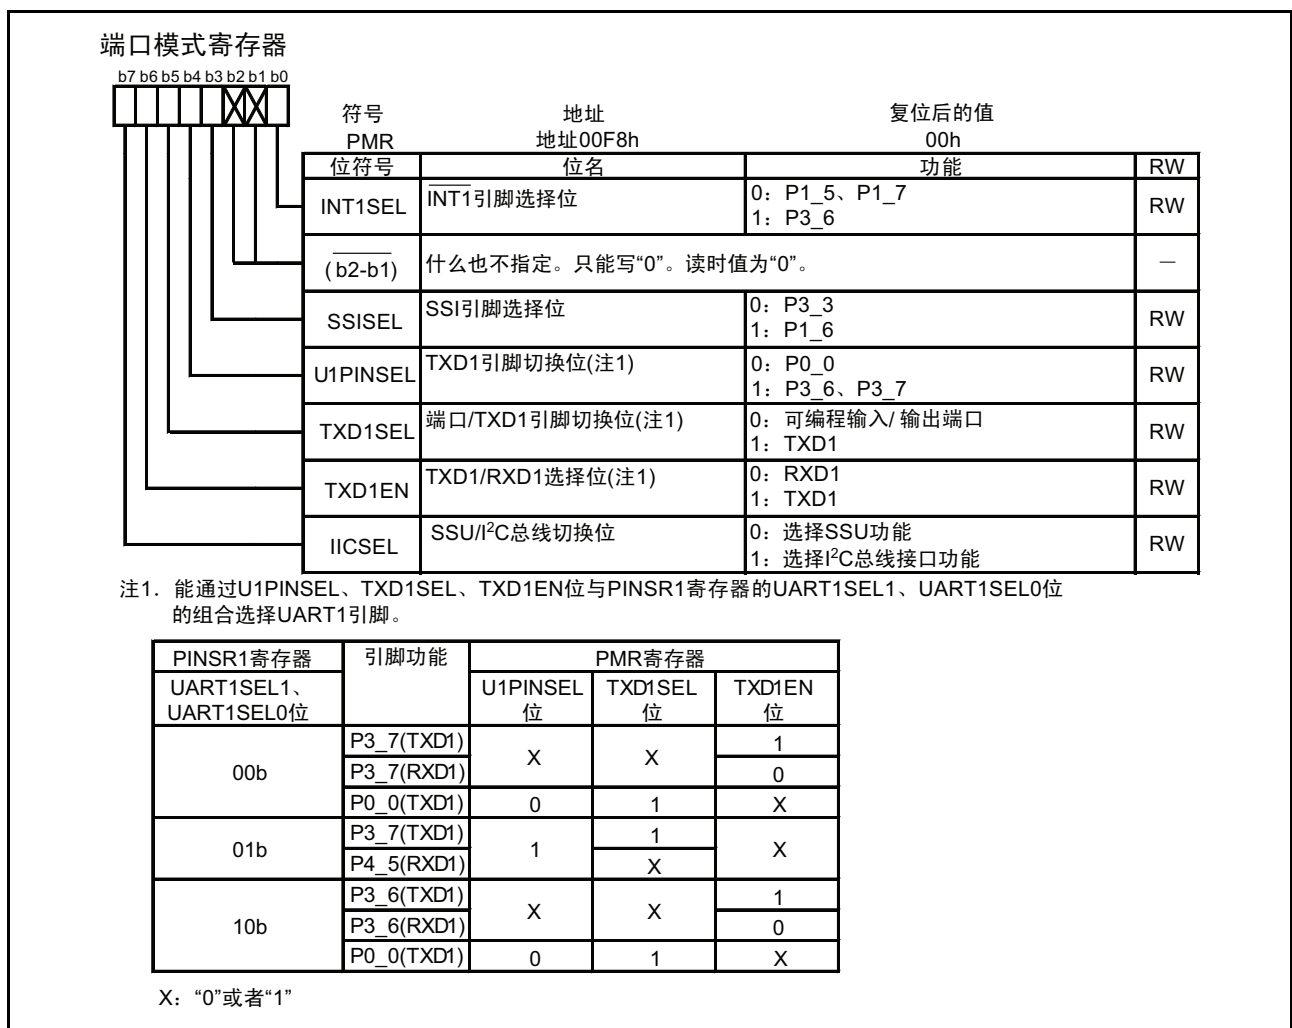 端口模式寄存器
b7 b6 b5 b4 b3 b2 b1 b0
符号 地址 复位后的值
PMR 地址00F8h 00h
位符号 位名 功能 RW
INT1SEL INT1引脚选择位 0：P1_5、P1_7 RW
1：P3_6
(b2-b1) 什么也不指定。只能写“0”。读时值为“0”。 —
SSISEL SSI引脚选择位 0：P3_3 RW
1：P1_6
U1PINSEL TXD1引脚切换位(注1) 0：P0_0 RW
1：P3_6、P3_7
TXD1SEL 端口/TXD1引脚切换位(注1) 0：可编程输入/ 输出端口 RW
1：TXD1
TXD1EN TXD1/RXD1选择位(注1) 0：RXD1 RW
1：TXD1
IICSEL SSU/I²C总线切换位 0：选择SSU功能 RW
1：选择I²C总线接口功能
注1. 能通过U1PINSEL、TXD1SEL、TXD1EN位与PINSR1寄存器的UART1SEL1、UART1SEL0位
的组合选择UART1引脚。
PINSR1寄存器 引脚功能 PMR寄存器
UART1SEL1、 U1PINSEL TXD1SEL TXD1EN
UART1SEL0位 位 位 位
00b P3_7(TXD1) X X 1
P3_7(RXD1) 0
P0_0(TXD1) 0 1 X
01b P3_7(TXD1) 1 1 X
P4_5(RXD1) X
10b P3_6(TXD1) X X 1
P3_6(RXD1) 0
P0_0(TXD1) 0 1 X
X：“0”或者“1”